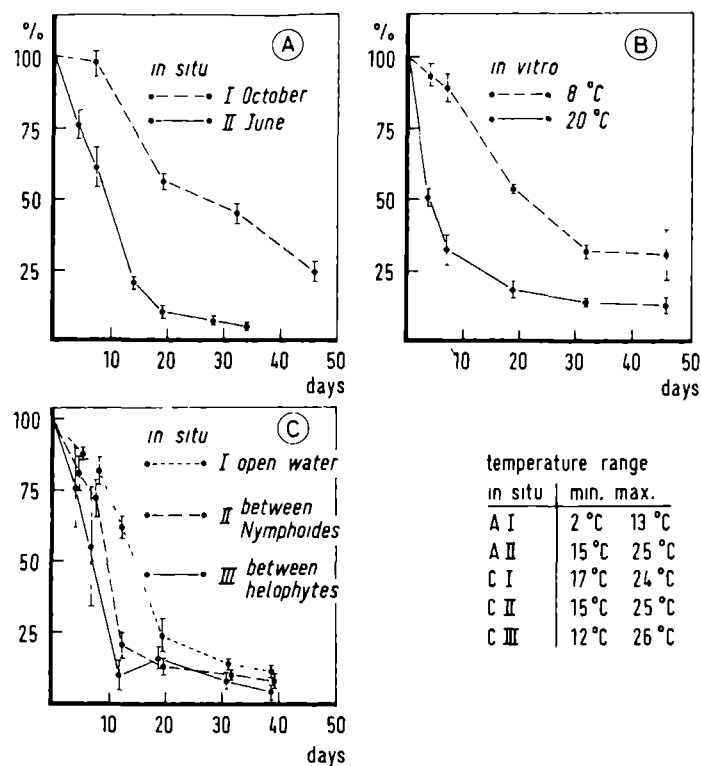 %
A
in situ
I October
II June
100
75
50
25
10 20 30 40 50
days
%
B
in vitro
8 °C
20 °C
100
75
50
25
10 20 30 40 50
days
C
in situ
I open water
II between
Nymphoides
III between
helophytes
100
75
50
25
10 20 30 40 50
days
temperature range
in situ min. max.
A I 2 °C 13 °C
A II 15 °C 25 °C
C I 17 °C 24 °C
C II 15 °C 25 °C
C III 12 °C 26 °C